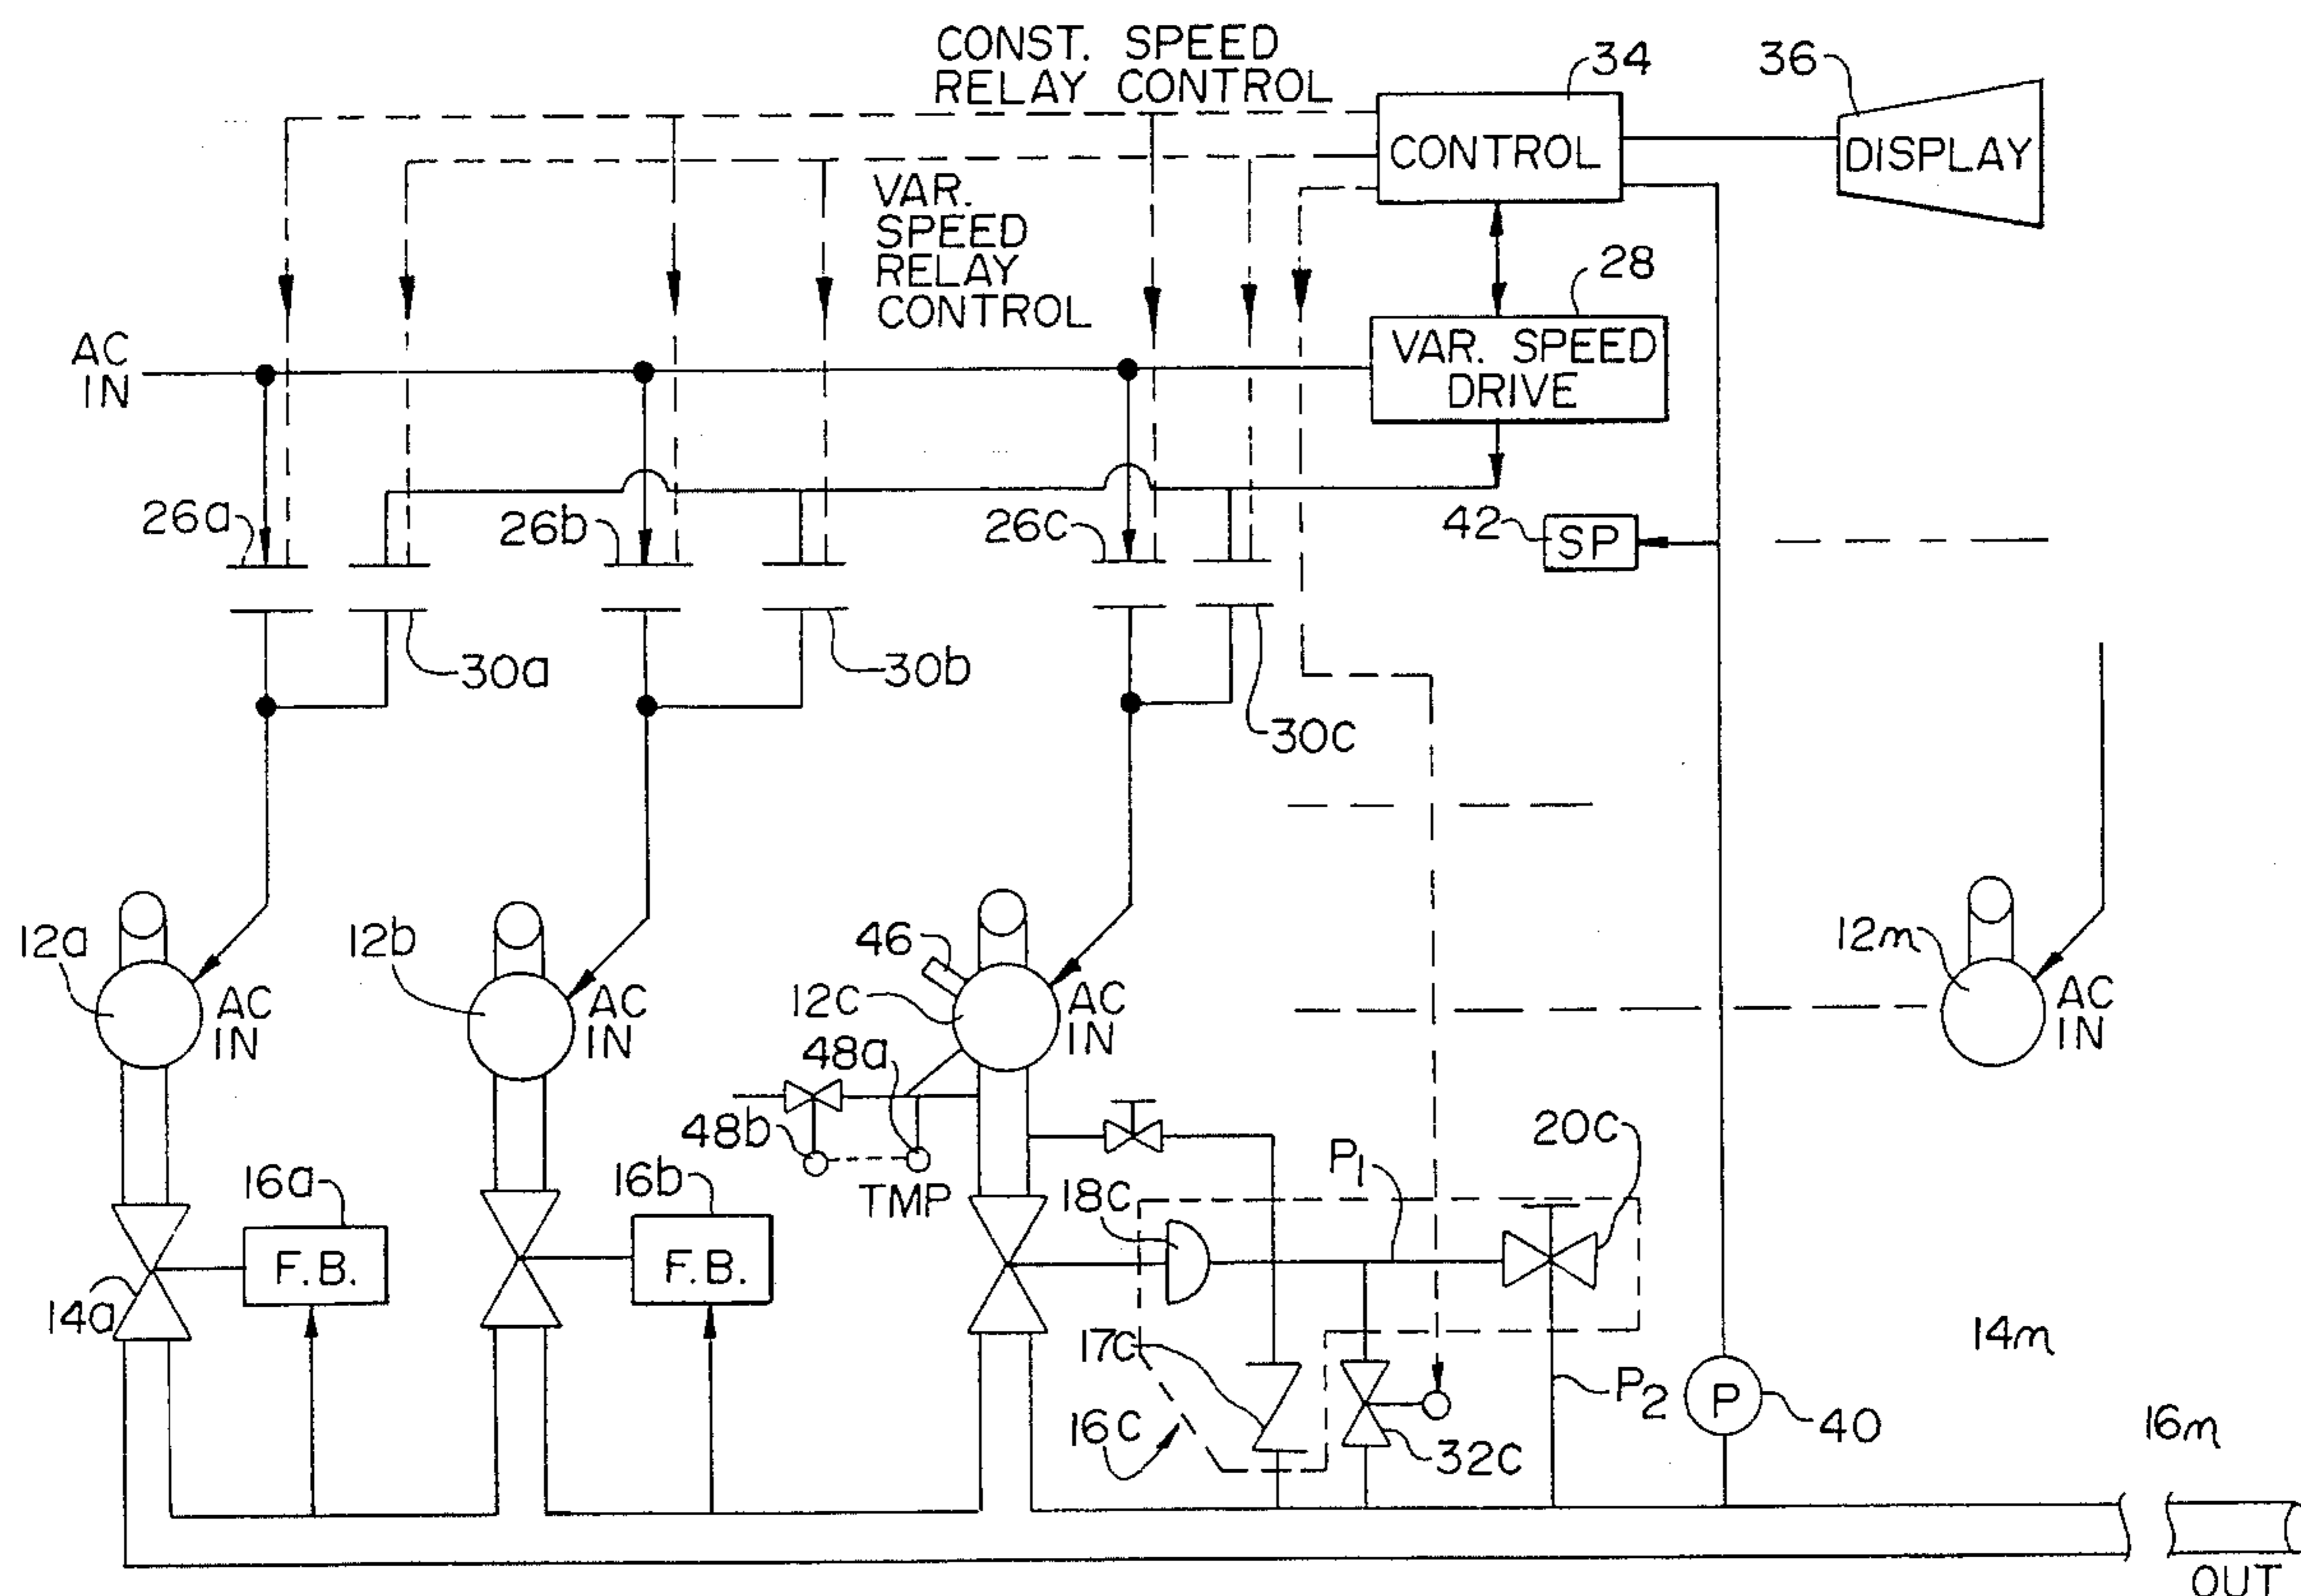 CONST. SPEED
RELAY CONTROL
34
36
CONTROL
DISPLAY
VAR.
SPEED
RELAY
CONTROL
28
AC
IN
VAR. SPEED
DRIVE
26a
26b
26c
42
SP
30a
30b
30c
12a
12b
46
12c
12m
AC
IN
AC
IN
AC
IN
AC
IN
48a
48b
TMP
16a
16b
18c
P1
20c
F.B.
F.B.
14a
17c
16c
32c
P2
P
40
14m
16m
OUT